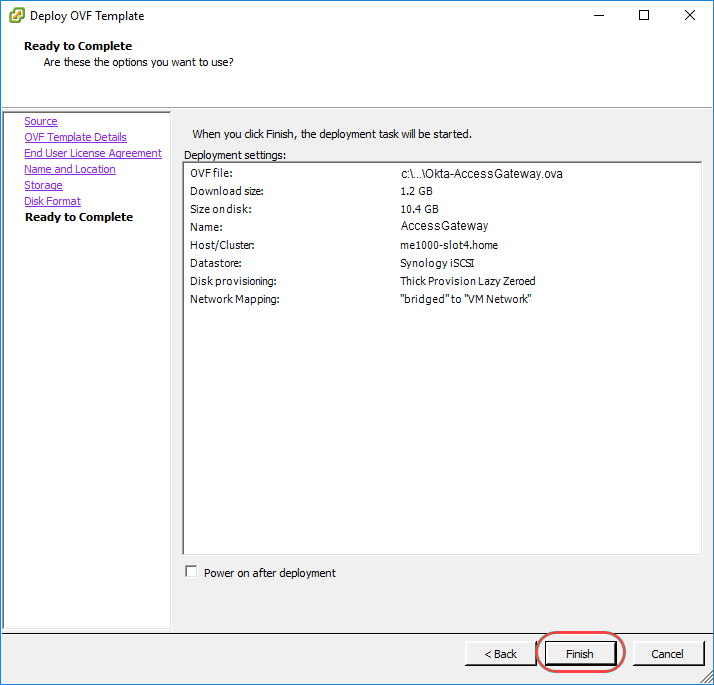 Deploy OVF Template
Ready to Complete
Are these the options you want to use?
Source
OVF Template Details
End User License Agreement
Name and Location
Storage
Disk Format
Ready to Complete
When you click Finish, the deployment task will be started.
Deployment settings:
OVF file: c:\...\Okta-AccessGateway.ova
Download size: 1.2 GB
Size on disk: 10.4 GB
Name: AccessGateway
Host/Cluster: me1000-slot4.home
Datastore: Synology iSCSI
Disk provisioning: Thick Provision Lazy Zeroed
Network Mapping: "bridged" to "VM Network"
Power on after deployment
< Back Finish Cancel